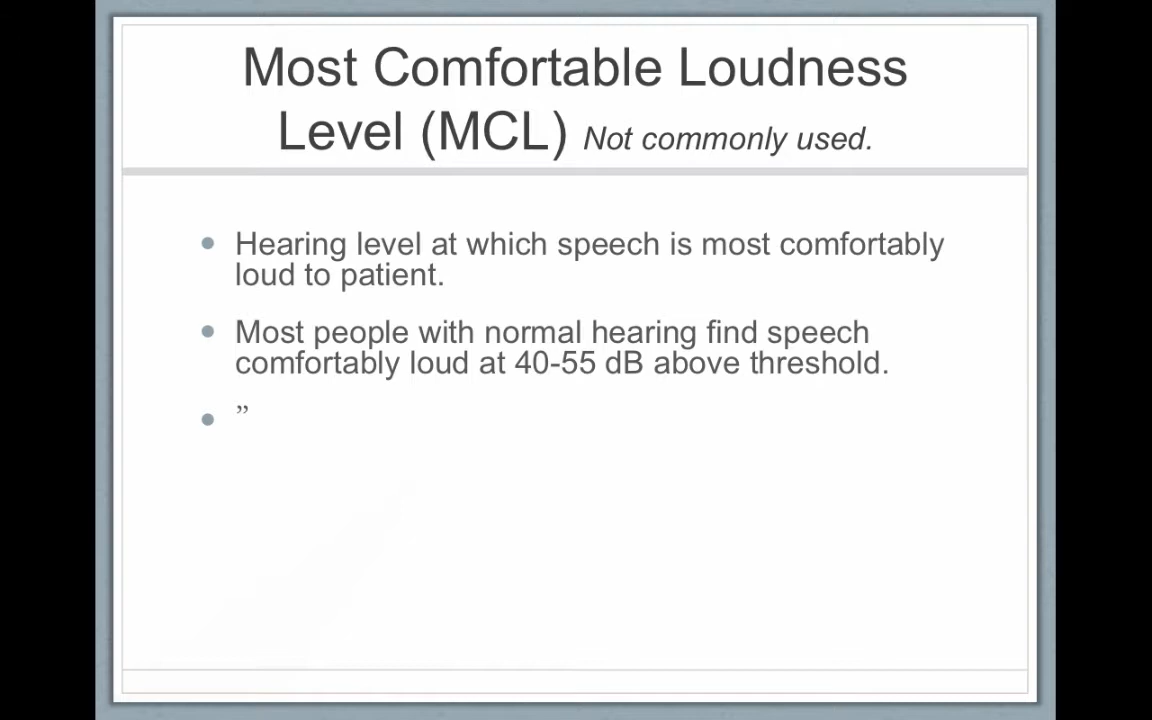 Most Comfortable Loudness
Level (MCL) Not commonly used.
Hearing level at which speech is most comfortably
loud to patient.
Most people with normal hearing find speech
comfortably loud at 40-55 dB above threshold.
”